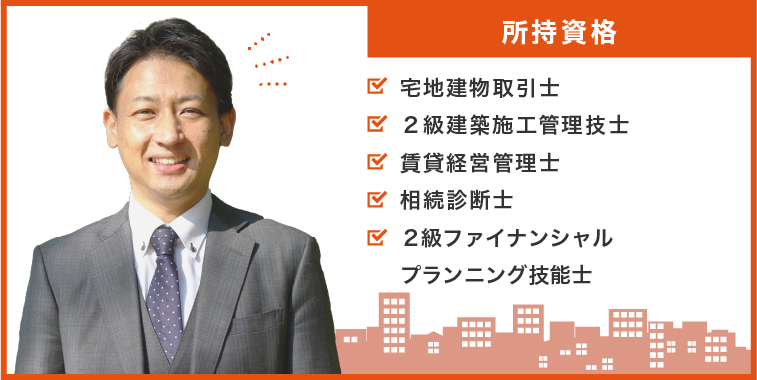 所持資格
宅地建物取引士
２級建築施工管理技士
賃貸経営管理士
相続診断士
２級ファイナンシャル
プランニング技能士